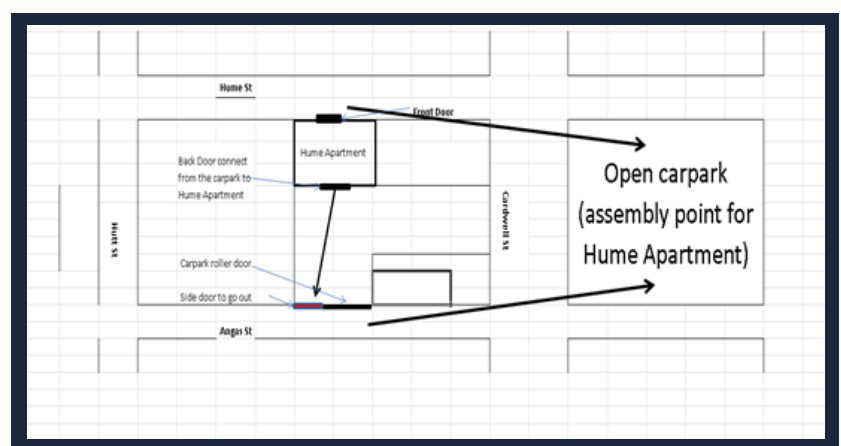 Hume St
Front Door
Hume Apartment
Back Door connect
from the carpark to
Hume Apartment
Open carpark
(assembly point for
Hume Apartment)
Hutt St
Cardwell St
Carpark roller door
Side door to go out
Angas St